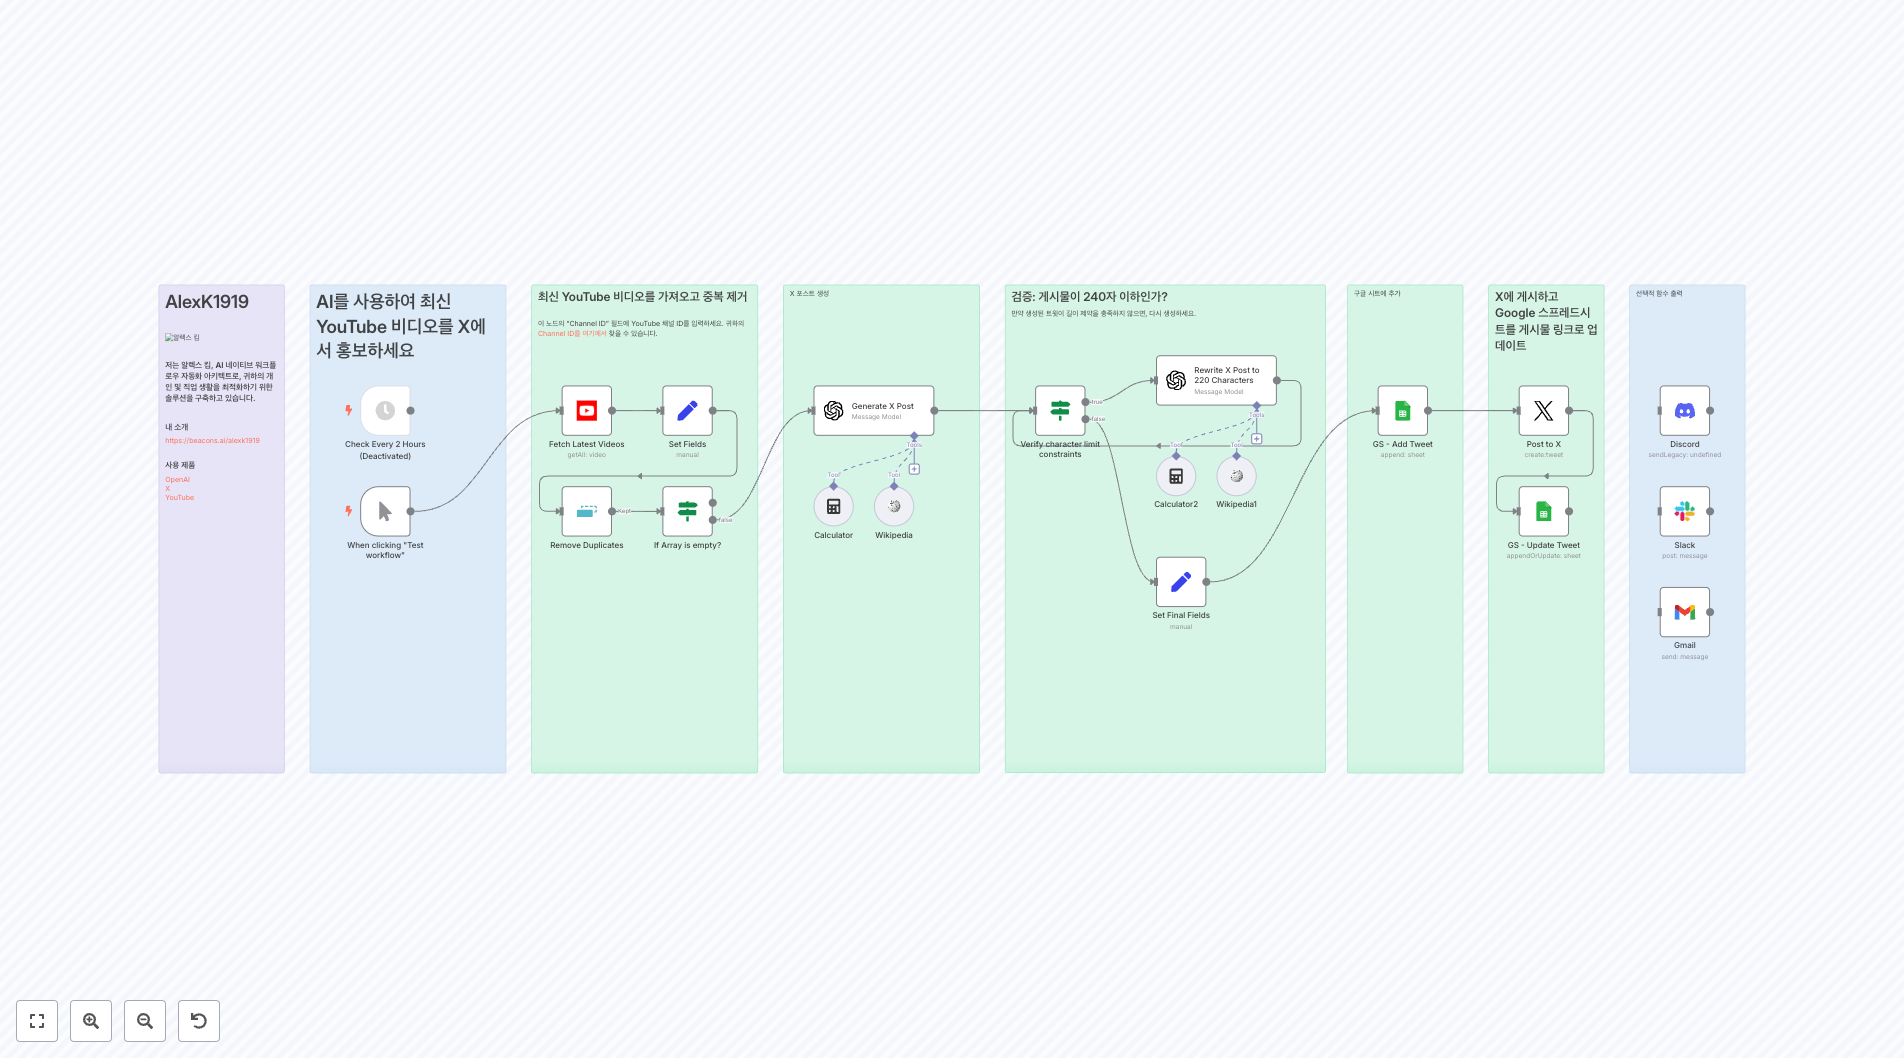 AlexK1919
알렉스 킴
저는 알렉스 킴, AI 네이티브 워크플
로우 자동화 아키텍트로, 귀하의 개
인 및 직업 생활을 최적화하기 위한
솔루션을 구축하고 있습니다.
내 소개
https://beacons.ai/alexk1919
사용 제품
OpenAI
X
YouTube
AI를 사용하여 최신
YouTube 비디오를 X에
서 홍보하세요
Check Every 2 Hours
(Deactivated)
When clicking "Test
workflow"
최신 YouTube 비디오를 가져오고 중복 제거
이 노드의 "Channel ID" 필드에 YouTube 채널 ID를 입력하세요. 귀하의
Channel ID를 여기에서 찾을 수 있습니다.
Fetch Latest Videos
getAll: video
Set Fields
manual
Remove Duplicates
Kept
If Array is empty?
false
X 포스트 생성
Generate X Post
Message Model
Tools
Tool
Tool
Calculator
Wikipedia
검증: 게시물이 240자 이하인가?
만약 생성된 트윗이 길이 제약을 충족하지 않으면, 다시 생성하세요.
Rewrite X Post to
220 Characters
Message Model
true
false
Verify character limit
constraints
Tools
Tool
Tool
Calculator2
Wikipedia1
Set Final Fields
manual
구글 시트에 추가
GS - Add Tweet
append: sheet
X에 게시하고
Google 스프레드시
트를 게시물 링크로 업
데이트
Post to X
create:tweet
GS - Update Tweet
appendOrUpdate: sheet
선택적 함수 출력
Discord
sendLegacy: undefined
Slack
post: message
Gmail
send: message